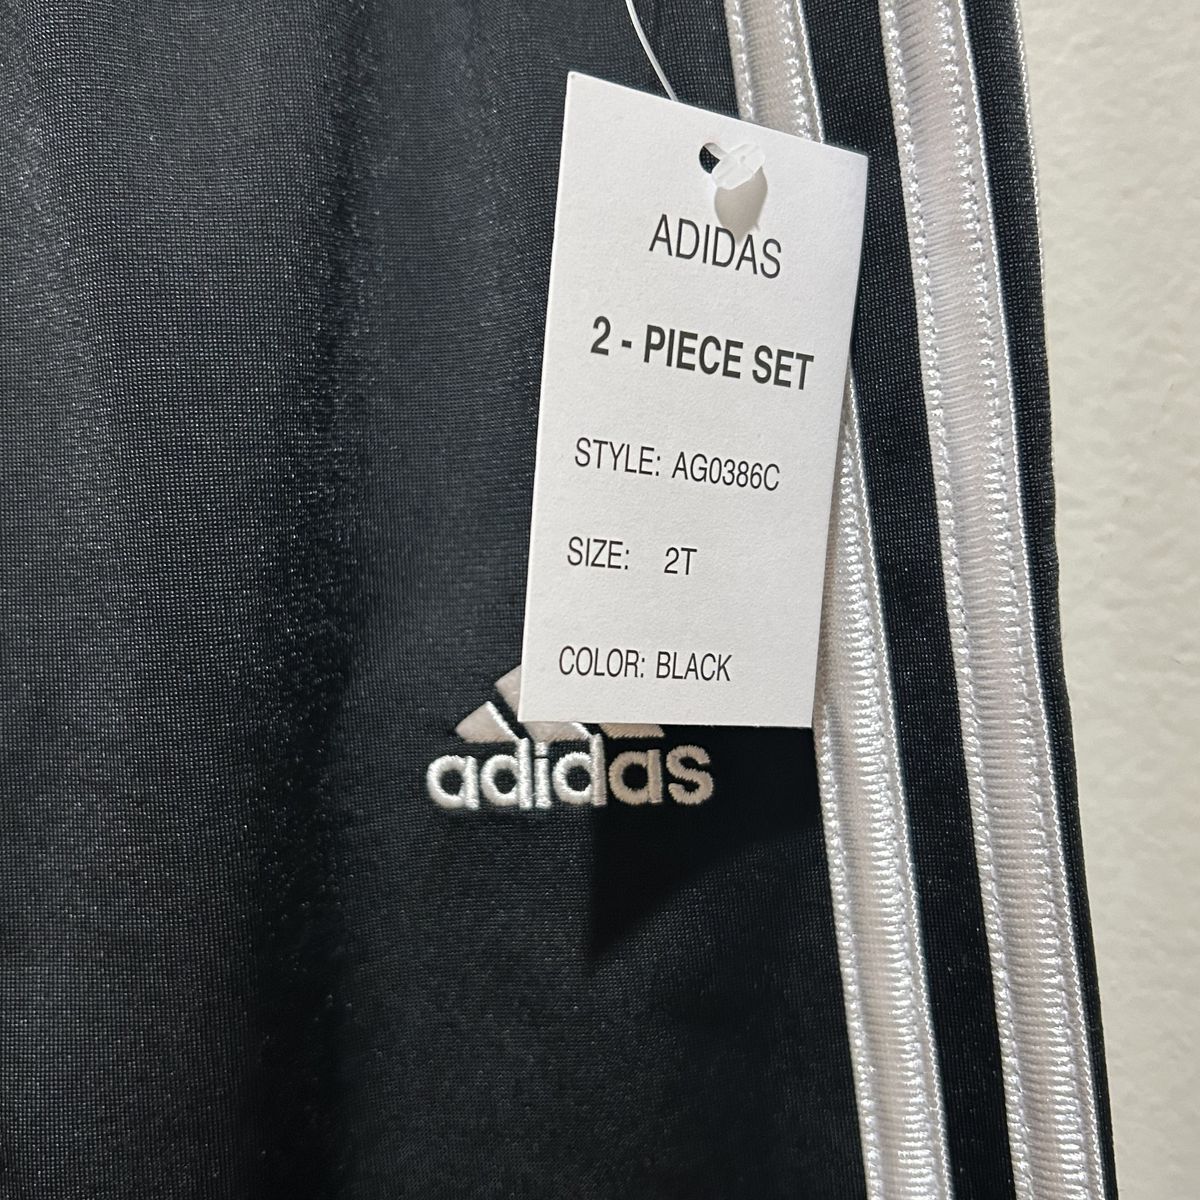 ADIDAS
2 - PIECE SET
STYLE: AG0386C
SIZE: 2T
COLOR: BLACK
adidas